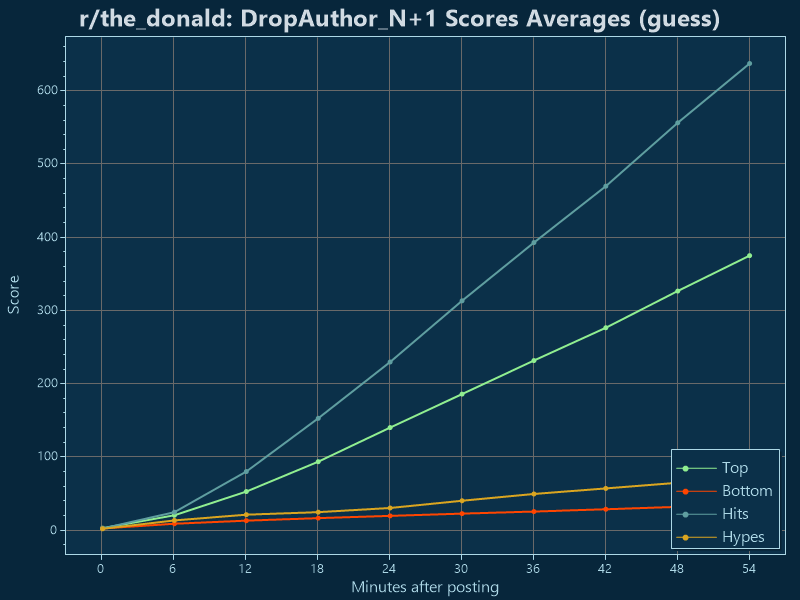 r/the_donald: DropAuthor_N+1 Scores Averages (guess)
600
500
400
300
200
100
0
Score
0 6 12 18 24 30 36 42 48 54
Minutes after posting
Top
Bottom
Hits
Hypes